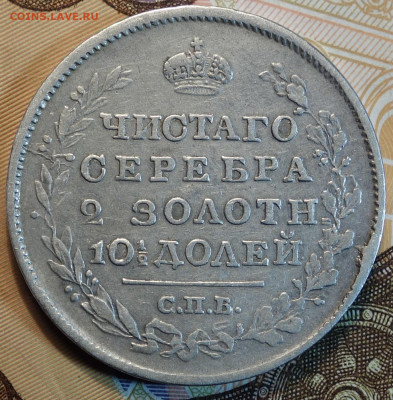 COINS.LAVE.RU
ЧИСТАГО
СЕРЕБРА
2 ЗОЛОТН
10½ ДОЛЕЙ
С.П.Б.